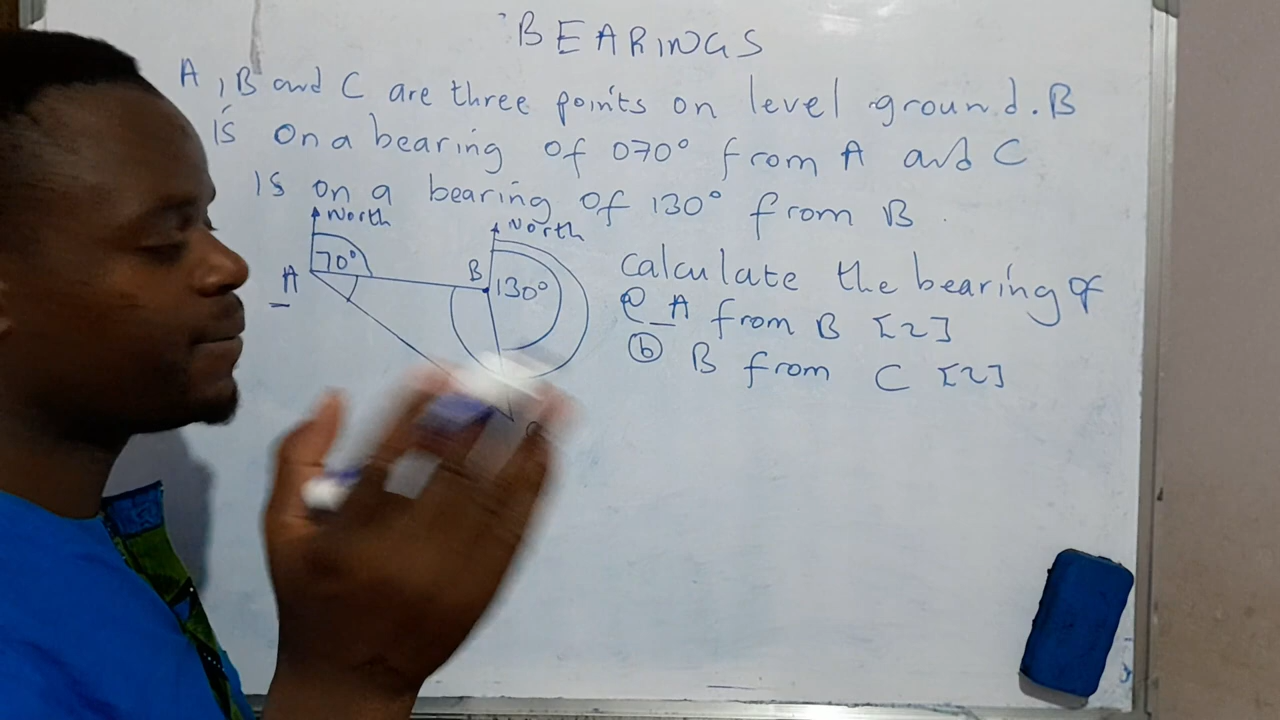 BEARINGS
A, B and C are three points on level ground. B
is on a bearing of 070° from A and C
is on a bearing of 130° from B.
North
North
70°
A
B
130°
calculate the bearing of
a A from B [2]
b B from C [2]
C